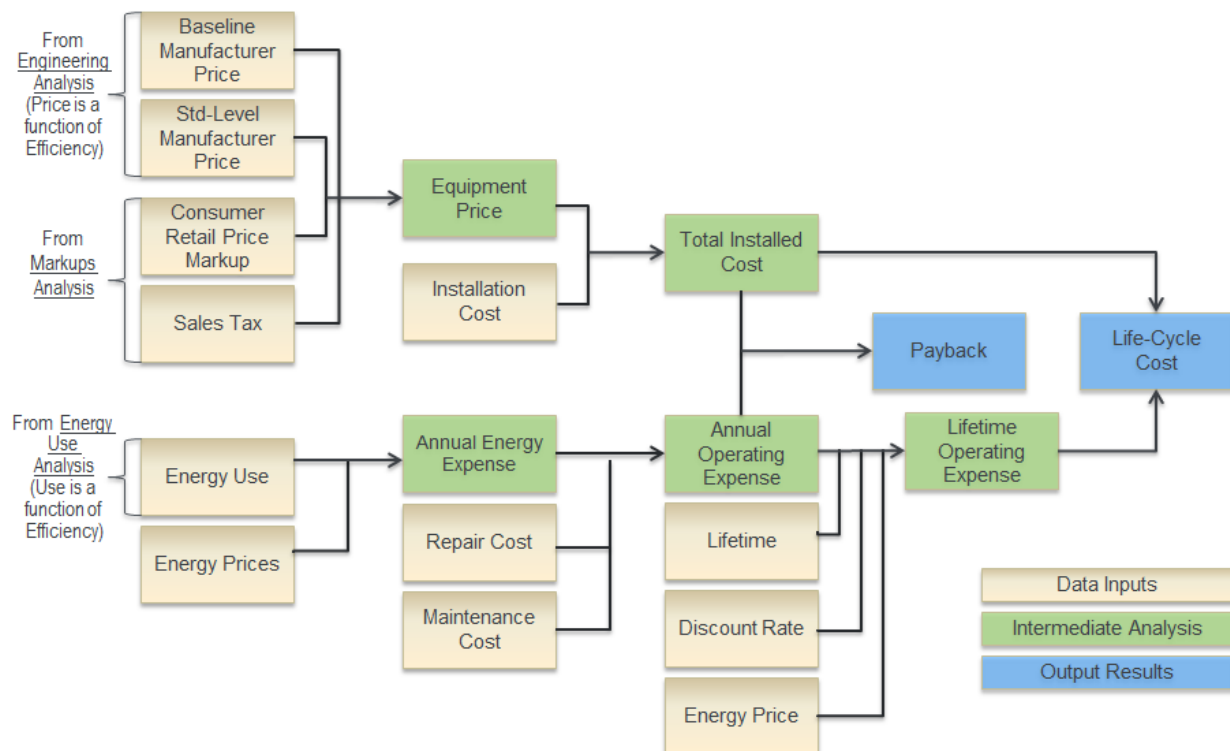 From
Engineering
Analysis
(Price is a
function of
Efficiency)
Baseline
Manufacturer
Price
Std-Level
Manufacturer
Price
From
Markups
Analysis
Consumer
Retail Price
Markup
Sales Tax
Equipment
Price
Installation
Cost
Total Installed
Cost
Payback
Life-Cycle
Cost
From Energy
Use
Analysis
(Use is a
function of
Efficiency)
Energy Use
Energy Prices
Annual Energy
Expense
Repair Cost
Maintenance
Cost
Annual
Operating
Expense
Lifetime
Discount Rate
Energy Price
Lifetime
Operating
Expense
Data Inputs
Intermediate Analysis
Output Results